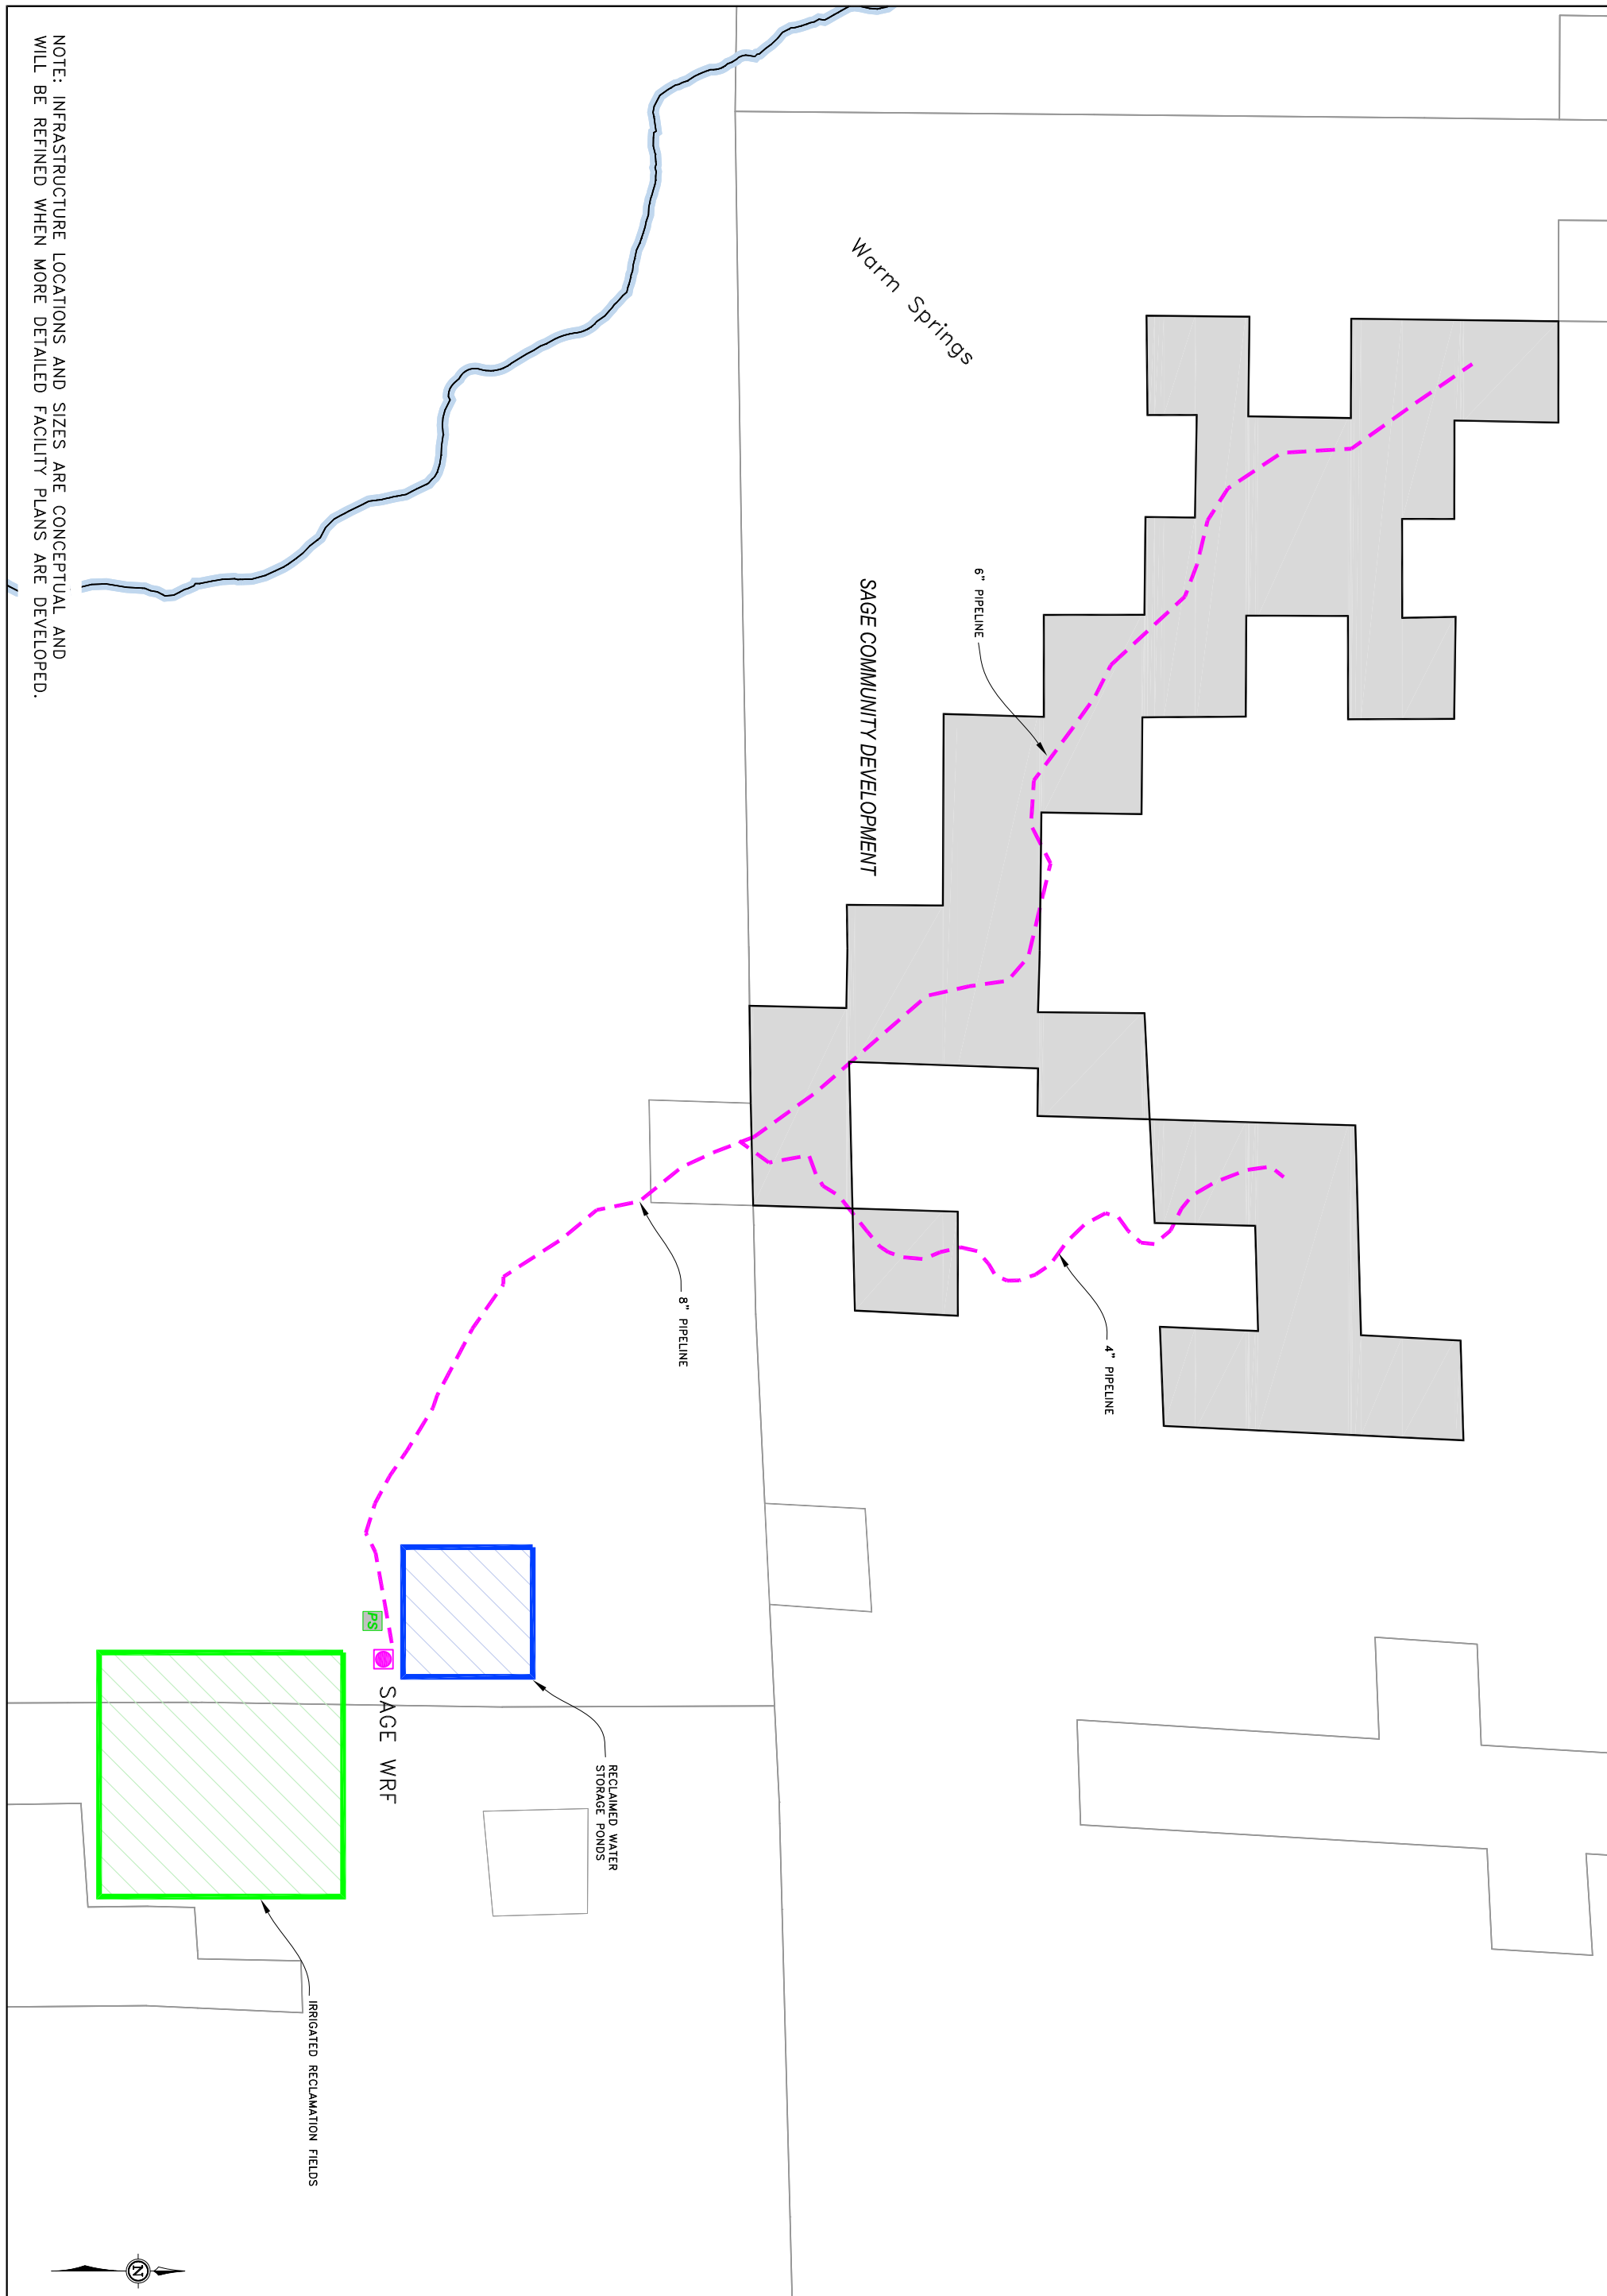 Warm Springs
6" PIPELINE
SAGE COMMUNITY DEVELOPMENT
4" PIPELINE
8" PIPELINE
RECLAIMED WATER
STORAGE PONDS
PS
S
SAGE WRF
IRRIGATED RECLAMATION FIELDS
NOTE: INFRASTRUCTURE LOCATIONS AND SIZES ARE CONCEPTUAL AND
WILL BE REFINED WHEN MORE DETAILED FACILITY PLANS ARE DEVELOPED.
N